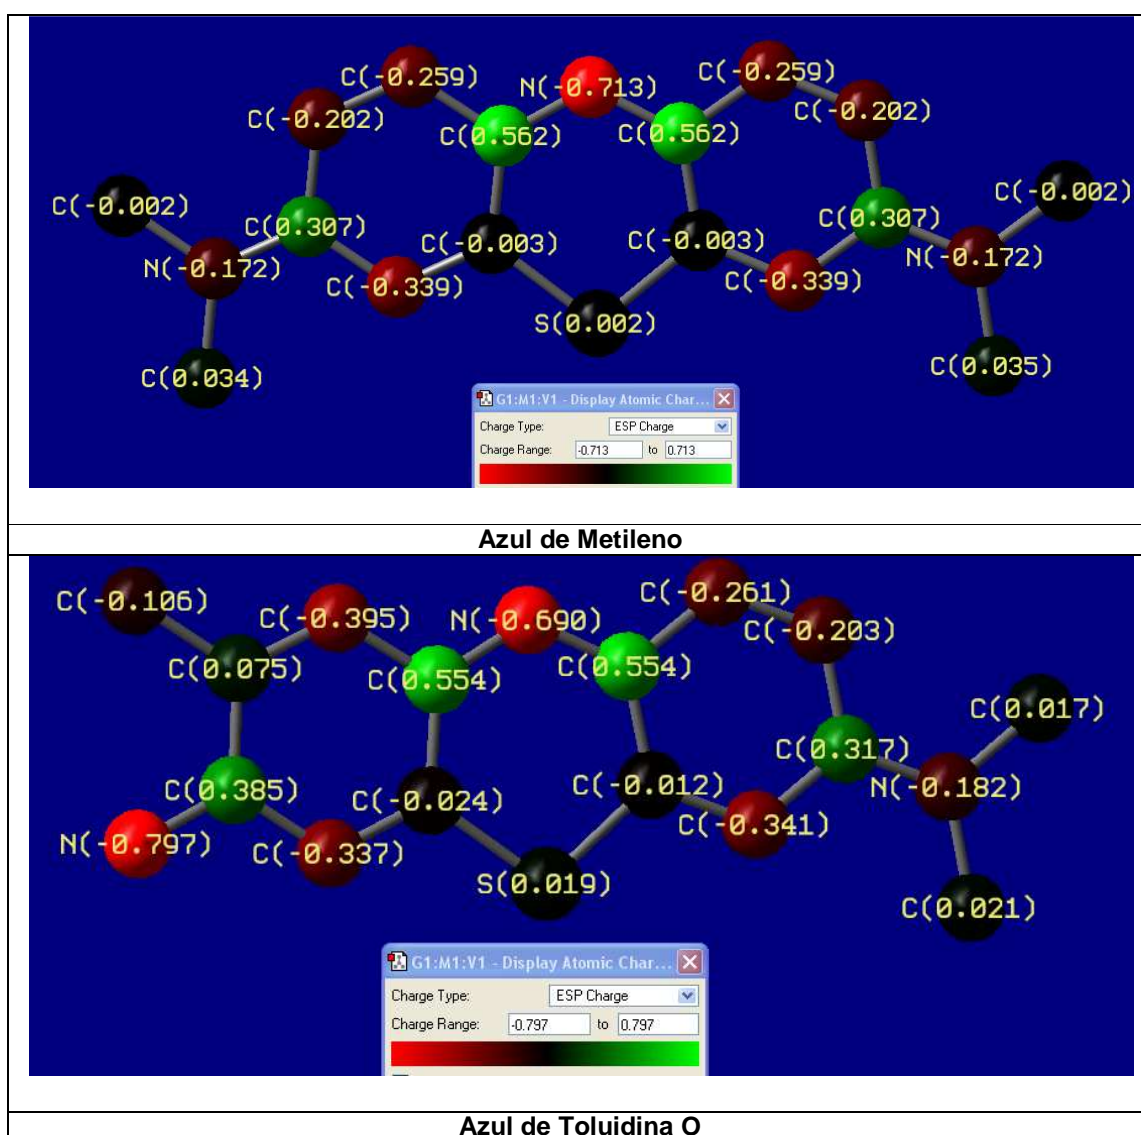 C(-0.259) N(-0.713) C(-0.259)
C(-0.202) C(0.562) C(0.562) C(-0.202)
C(-0.002) C(0.307) C(-0.003) C(-0.003) C(0.307) C(-0.002)
N(-0.172) C(-0.339) C(-0.339) N(-0.172)
S(0.002)
C(0.034) C(0.035)
G1:M1:V1 - Display Atomic Char...
Charge Type: ESP Charge
Charge Range: -0.713 to 0.713
Azul de Metileno
C(-0.106) C(-0.395) N(-0.690) C(-0.261)
C(-0.203)
C(0.075) C(0.554) C(0.554)
C(0.017)
C(0.317)
C(0.385) C(-0.024) C(-0.012) N(-0.182)
N(-0.797) C(-0.337) C(-0.341)
S(0.019)
C(0.021)
G1:M1:V1 - Display Atomic Char...
Charge Type: ESP Charge
Charge Range: -0.797 to 0.797
Azul de Toluidina O